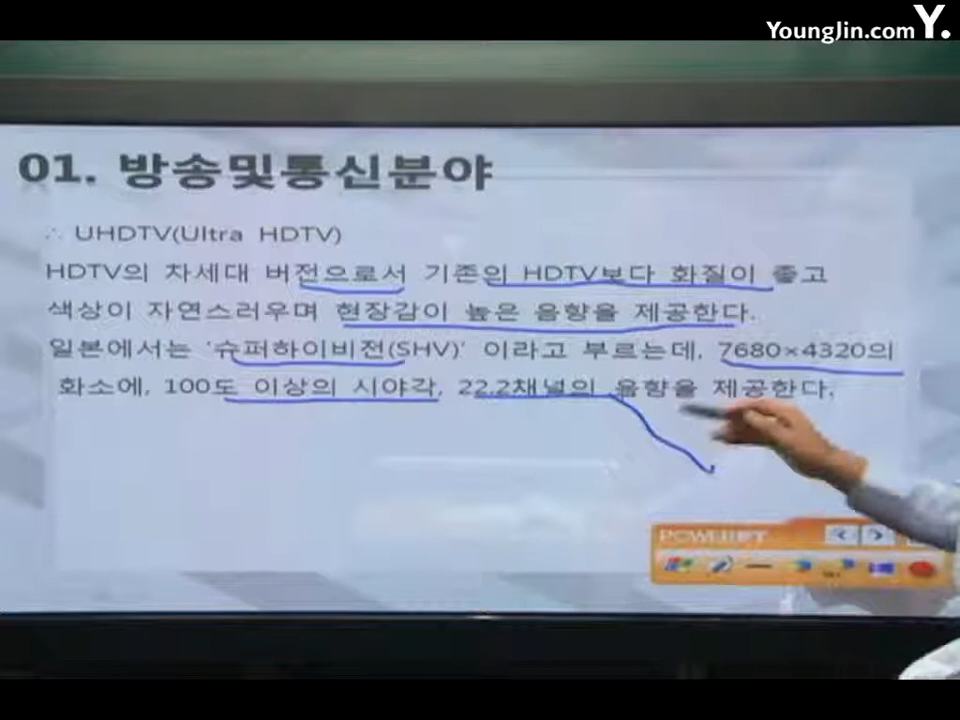 YoungJin.com Y.
01. 방송및통신분야
∴ UHDTV(Ultra HDTV)
HDTV의 차세대 버전으로서 기존의 HDTV보다 화질이 좋고
색상이 자연스러우며 현장감이 높은 음향을 제공한다.
일본에서는 '슈퍼하이비전(SHV)' 이라고 부르는데, 7680×4320의
화소에, 100도 이상의 시야각, 22.2채널의 음향을 제공한다.